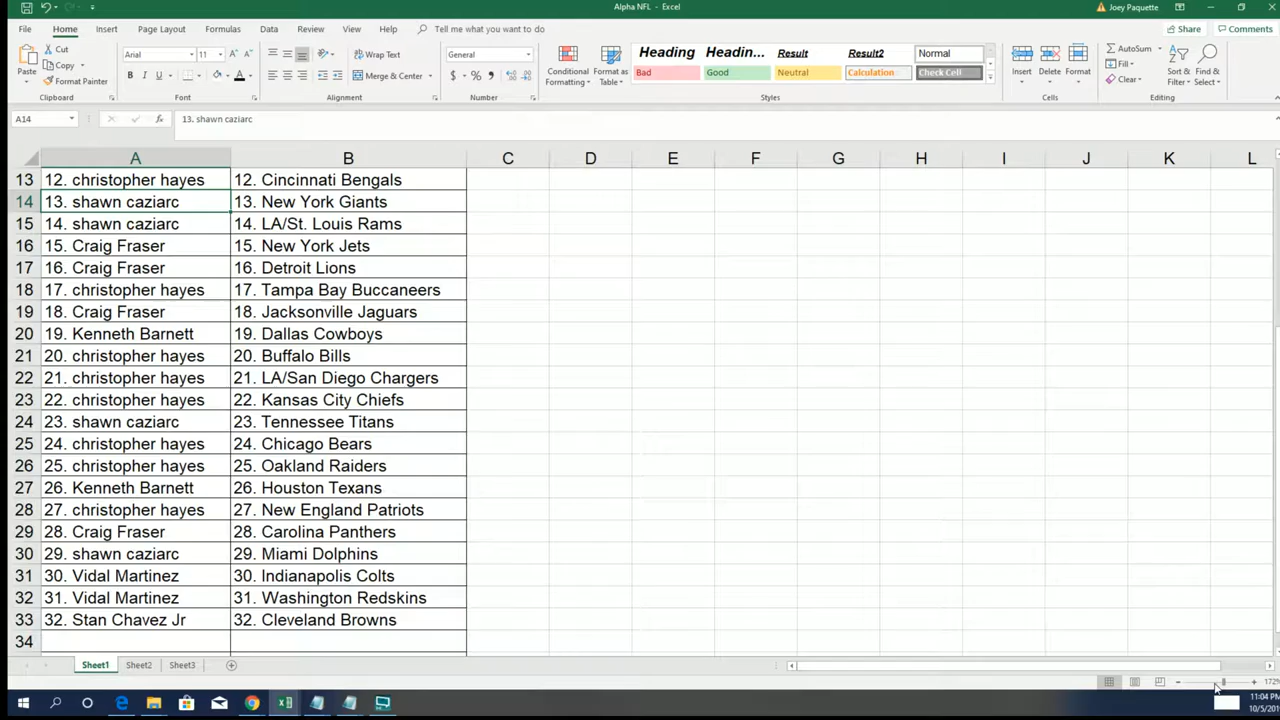 Alpha NFL - Excel
Joey Paquette
File Home Insert Page Layout Formulas Data Review View Help Tell me what you want to do Share Comments
Paste Cut Copy Format Painter Clipboard
Arial 11 B I U Font
Wrap Text Merge & Center Alignment
General $ % Number
Conditional Formatting Format as Table
Heading Headin... Result Result2 Normal
Bad Good Neutral Calculation Check Cell
Styles
Insert Delete Format Cells
AutoSum Fill Clear Sort & Filter Find & Select Editing
A14 fx 13. shawn caziarc
A B C D E F G H I J K L
13 12. christopher hayes 12. Cincinnati Bengals
14 13. shawn caziarc 13. New York Giants
15 14. shawn caziarc 14. LA/St. Louis Rams
16 15. Craig Fraser 15. New York Jets
17 16. Craig Fraser 16. Detroit Lions
18 17. christopher hayes 17. Tampa Bay Buccaneers
19 18. Craig Fraser 18. Jacksonville Jaguars
20 19. Kenneth Barnett 19. Dallas Cowboys
21 20. christopher hayes 20. Buffalo Bills
22 21. christopher hayes 21. LA/San Diego Chargers
23 22. christopher hayes 22. Kansas City Chiefs
24 23. shawn caziarc 23. Tennessee Titans
25 24. christopher hayes 24. Chicago Bears
26 25. christopher hayes 25. Oakland Raiders
27 26. Kenneth Barnett 26. Houston Texans
28 27. christopher hayes 27. New England Patriots
29 28. Craig Fraser 28. Carolina Panthers
30 29. shawn caziarc 29. Miami Dolphins
31 30. Vidal Martinez 30. Indianapolis Colts
32 31. Vidal Martinez 31. Washington Redskins
33 32. Stan Chavez Jr 32. Cleveland Browns
34
Sheet1 Sheet2 Sheet3
172%
11:04 PM
10/5/201